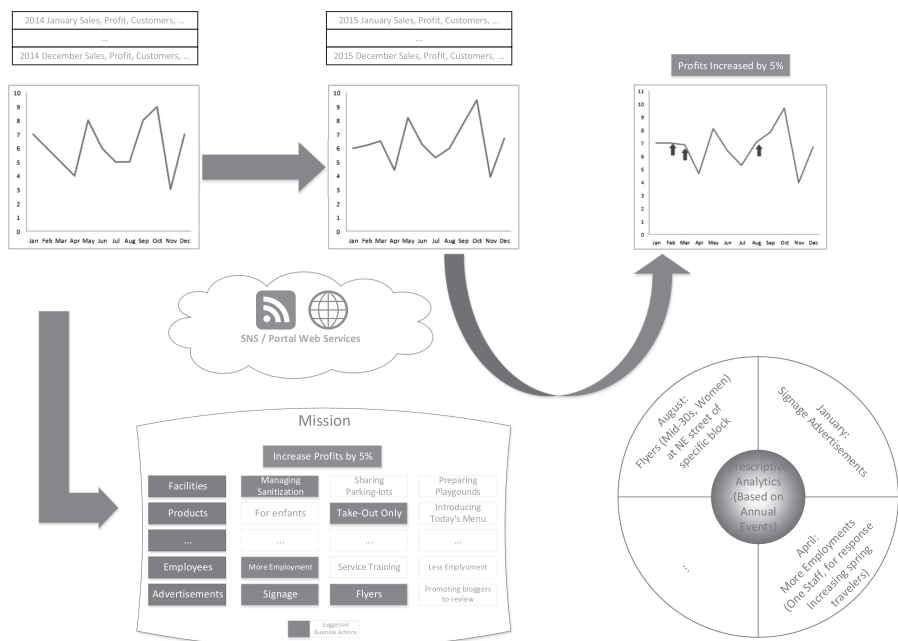 2014 January Sales, Profit, Customers, ...
...
2014 December Sales, Profit, Customers, ...
2015 January Sales, Profit, Customers, ...
...
2015 December Sales, Profit, Customers, ...
Profits Increased by 5%
10
9
8
7
6
5
4
3
2
1
0
Jan Feb Mar Apr May Jun Jul Aug Sep Oct Nov Dec
10
9
8
7
6
5
4
3
2
1
0
Jan Feb Mar Apr May Jun Jul Aug Sep Oct Nov Dec
11
10
9
8
7
6
5
4
3
2
1
0
Jan Feb Mar Apr May Jun Jul Aug Sep Oct Nov Dec
SNS / Portal Web Services
Mission
Increase Profits by 5%
Facilities
Managing
Sanitization
Sharing
Parking-lots
Preparing
Playgounds
Products
For enfants
Take-Out Only
Introducing
Today's Menu
...
...
...
...
Employees
More Employment
Service Training
Less Emplyoment
Advertisements
Signage
Flyers
Promoting bloggers
to review
Suggested
Business Actions
August:
Flyers (Mid-30s, Women)
at NE street of
specific block
January:
Signage Advertisements
Prescriptive
Analytics
(Based on
Annual
Events)
...
April:
More Employments
(One Staff, for response
Increasing spring
travelers)